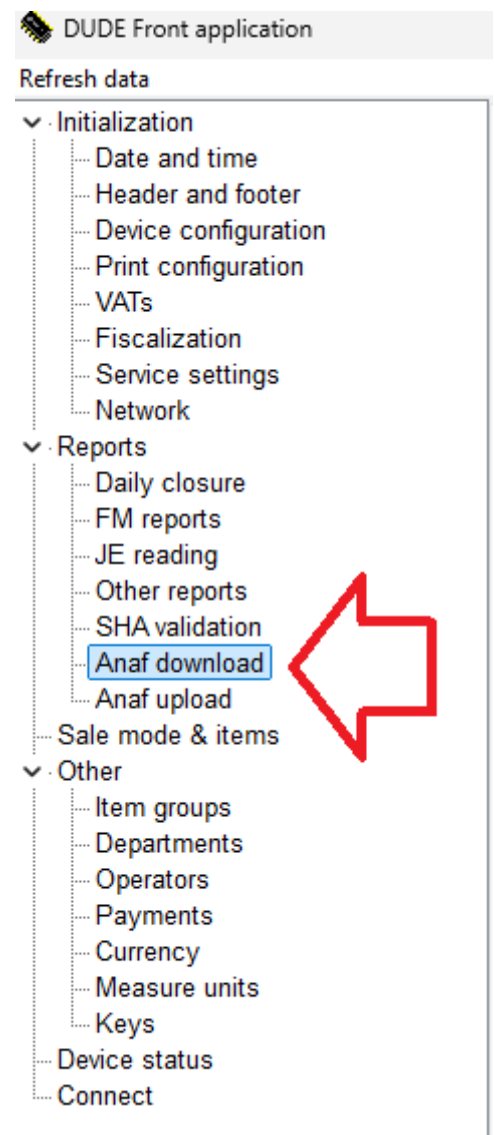 DUDE Front application
Refresh data
Initialization
Date and time
Header and footer
Device configuration
Print configuration
VATs
Fiscalization
Service settings
Network
Reports
Daily closure
FM reports
JE reading
Other reports
SHA validation
Anaf download
Anaf upload
Sale mode & items
Other
Item groups
Departments
Operators
Payments
Currency
Measure units
Keys
Device status
Connect